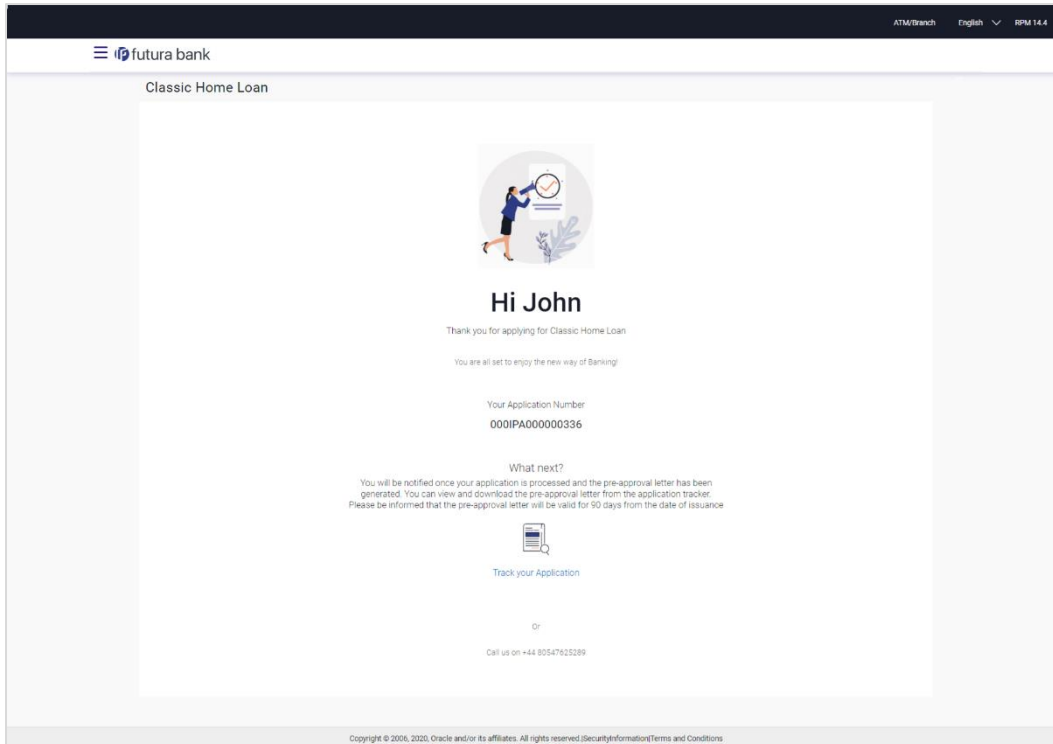 ATM/Branch English RPM 14.4
futura bank
Classic Home Loan
Hi John
Thank you for applying for Classic Home Loan
You are all set to enjoy the new way of Banking!
Your Application Number
000IPA000000336
What next?
You will be notified once your application is processed and the pre-approval letter has been
generated. You can view and download the pre-approval letter from the application tracker.
Please be informed that the pre-approval letter will be valid for 90 days from the date of issuance
Track your Application
Or
Call us on +44 80547625289
Copyright © 2006, 2020, Oracle and/or its affiliates. All rights reserved.|SecurityInformation|Terms and Conditions